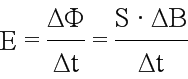 E = ΔΦ/Δt = S · ΔB/Δt